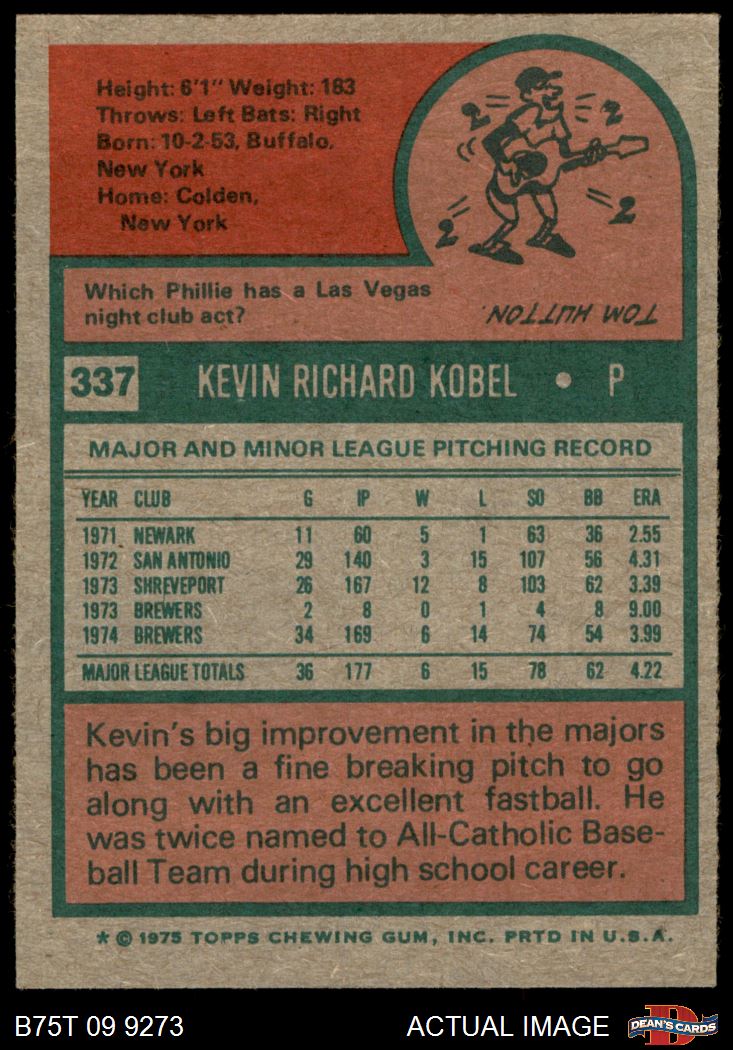 Height: 6'1" Weight: 183
Throws: Left Bats: Right
Born: 10-2-53, Buffalo,
New York
Home: Colden,
New York
2 2 2 2
Which Phillie has a Las Vegas
night club act?
TOM HUTTON.
337 KEVIN RICHARD KOBEL • P
MAJOR AND MINOR LEAGUE PITCHING RECORD
YEAR CLUB G IP W L SO BB ERA
1971 NEWARK 11 60 5 1 63 36 2.55
1972 SAN ANTONIO 29 140 3 15 107 56 4.31
1973 SHREVEPORT 26 167 12 8 103 62 3.39
1973 BREWERS 2 8 0 1 4 8 9.00
1974 BREWERS 34 169 6 14 74 54 3.99
MAJOR LEAGUE TOTALS 36 177 6 15 78 62 4.22
Kevin's big improvement in the majors
has been a fine breaking pitch to go
along with an excellent fastball. He
was twice named to All-Catholic Base-
ball Team during high school career.
* © 1975 TOPPS CHEWING GUM, INC. PRTD IN U.S.A.
B75T 09 9273 ACTUAL IMAGE D DEAN'S CARDS